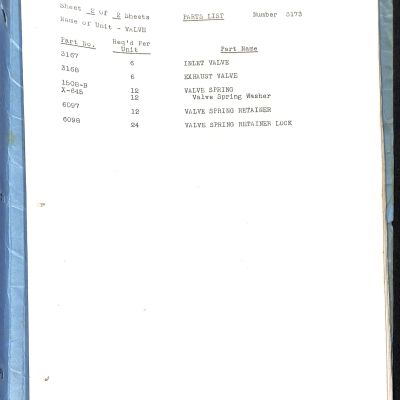 Sheet 2 of 2 Sheets PARTS LIST Number 5173
Name of Unit - VALVE
Part No. Req'd Per Unit Part Name
3167 6 INLET VALVE
3168 6 EXHAUST VALVE
1508-B 12 VALVE SPRING
X-645 12 Valve Spring Washer
6097 12 VALVE SPRING RETAINER
6098 24 VALVE SPRING RETAINER LOCK